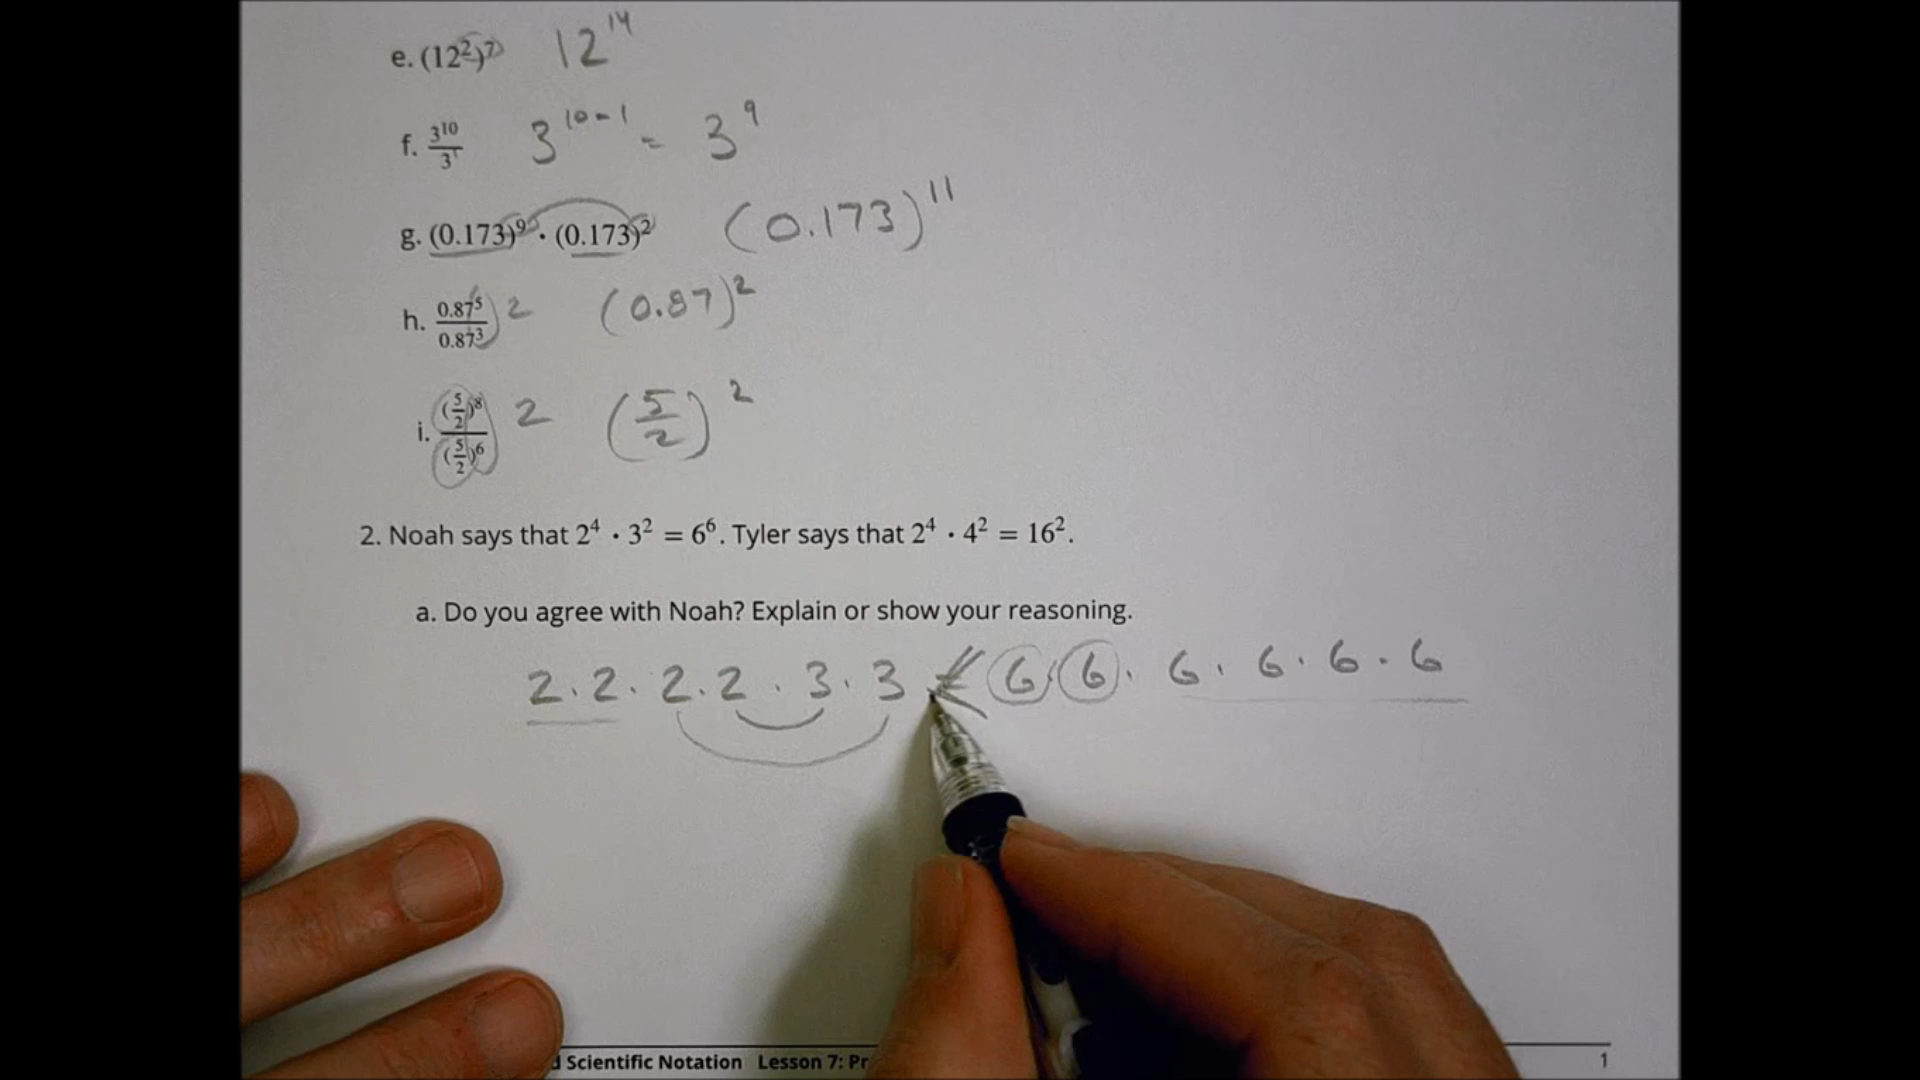 e. (12²)⁷ 12¹⁴
f. 3¹⁰/3¹ 3¹⁰⁻¹ = 3⁹
g. (0.173)⁹ · (0.173)² (0.173)¹¹
h. 0.87⁵/0.87³ 2 (0.87)²
i. (5/2)⁸/(5/2)⁶ 2 (5/2)²
2. Noah says that 2⁴ · 3² = 6⁶. Tyler says that 2⁴ · 4² = 16².
a. Do you agree with Noah? Explain or show your reasoning.
2 · 2 · 2 · 2 · 3 · 3 < 6 · 6 · 6 · 6 · 6 · 6
Scientific Notation Lesson 7: 1